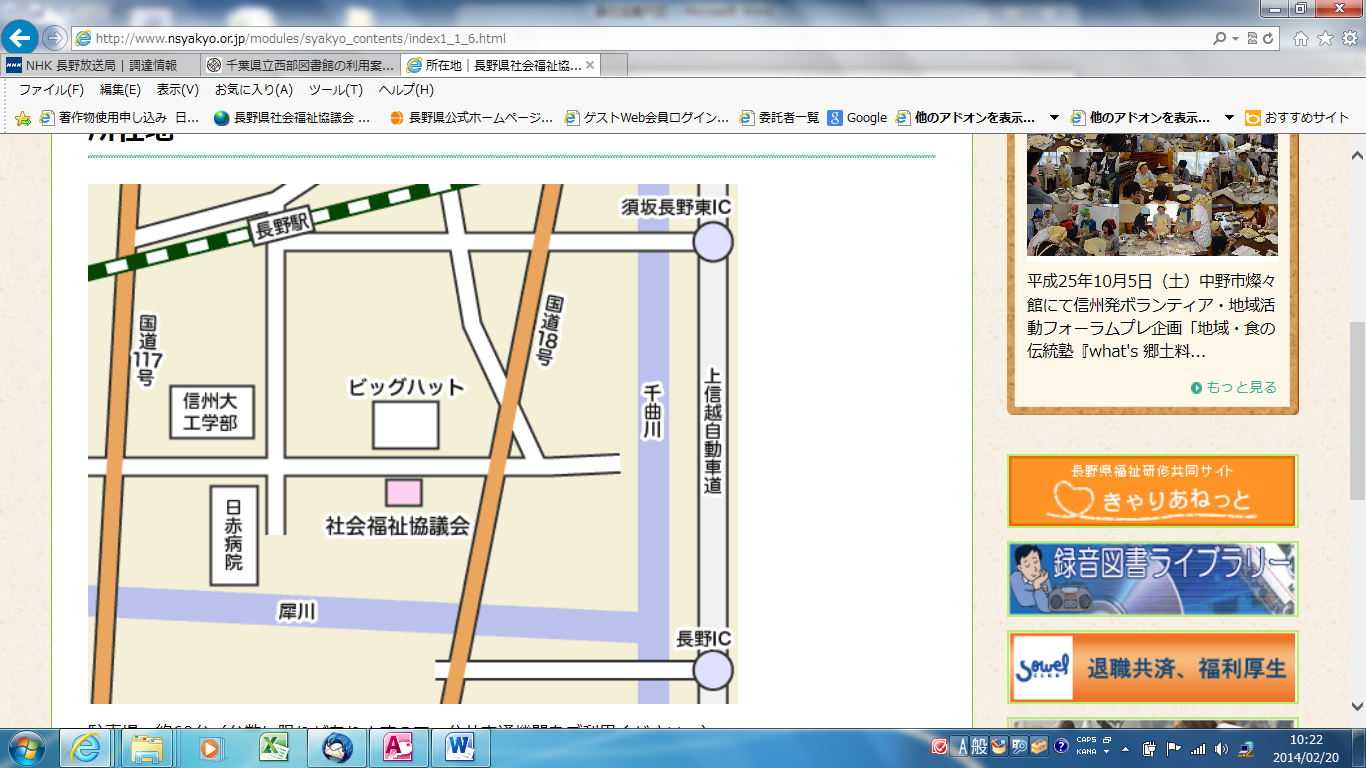 http://www.nsyakyo.or.jp/modules/syakyo_contents/index1_1_6.html
NHK 長野放送局 | 調達情報
千葉県立西部図書館の利用案...
所在地 | 長野県社会福祉協...
ファイル(F) 編集(E) 表示(V) お気に入り(A) ツール(T) ヘルプ(H)
著作物使用申し込み 日...
長野県社会福祉協議会 ...
長野県公式ホームページ...
ゲストWeb会員ログイン...
委託者一覧
Google
他のアドオンを表示...
他のアドオンを表示...
おすすめサイト
所在地
長野駅
須坂長野東IC
国道117号
国道18号
信州大
工学部
ビッグハット
千曲川
上信越自動車道
日赤病院
社会福祉協議会
犀川
長野IC
平成25年10月5日（土）中野市燦々
館にて信州発ボランティア・地域活
動フォーラムプレ企画「地域・食の
伝統塾『what's 郷土料...
もっと見る
長野県福祉研修共同サイト
きゃりあねっと
録音図書ライブラリー
Sowel
CLUB
退職共済、福利厚生
A 般
CAPS
KANA
10:22
2014/02/20